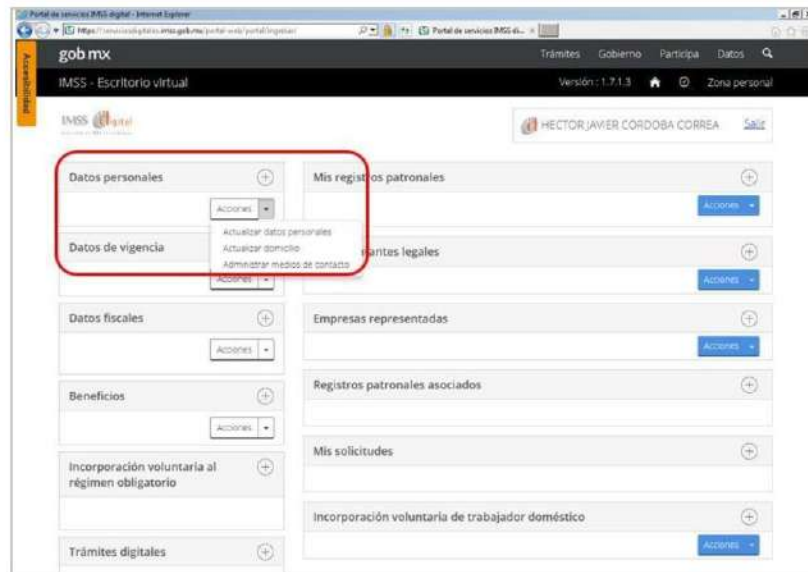 Portal de servicios IMSS digital - Internet Explorer
Portal de servicios IMSS di...
Accesibilidad
gob mx
Trámites Gobierno Participa Datos
IMSS - Escritorio virtual
Versión : 1.7.1.3 Zona personal
IMSS Digital
HECTOR JAVIER CORDOBA CORREA Salir
Datos personales
Mis registros patronales
Acciones
Acciones
Actualizar datos personales
Actualizar domicilio
Administrar medios de contacto
Datos de vigencia
antes legales
Acciones
Acciones
Datos fiscales
Empresas representadas
Acciones
Acciones
Beneficios
Registros patronales asociados
Acciones
Mis solicitudes
Incorporación voluntaria al
régimen obligatorio
Incorporación voluntaria de trabajador doméstico
Acciones
Trámites digitales